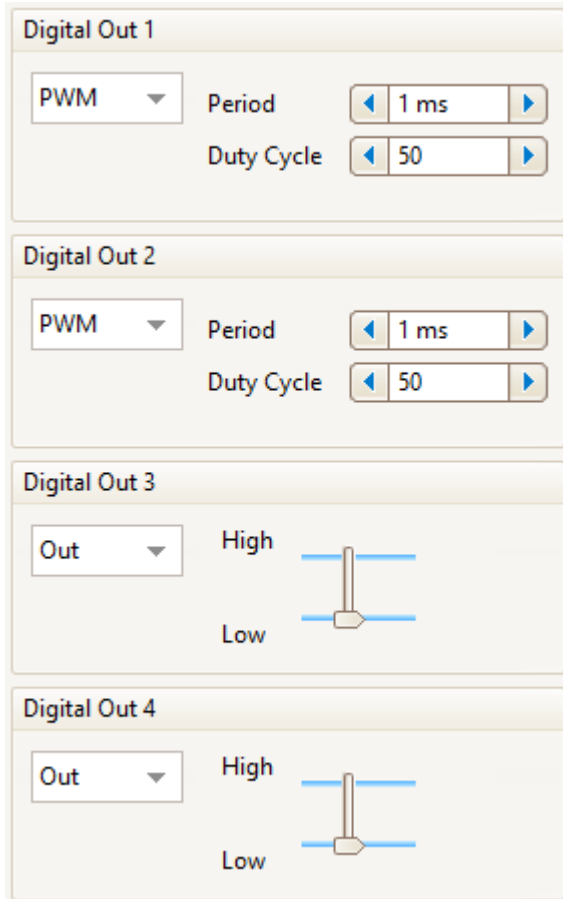 Digital Out 1
PWM
Period 1 ms
Duty Cycle 50
Digital Out 2
PWM
Period 1 ms
Duty Cycle 50
Digital Out 3
Out
High
Low
Digital Out 4
Out
High
Low